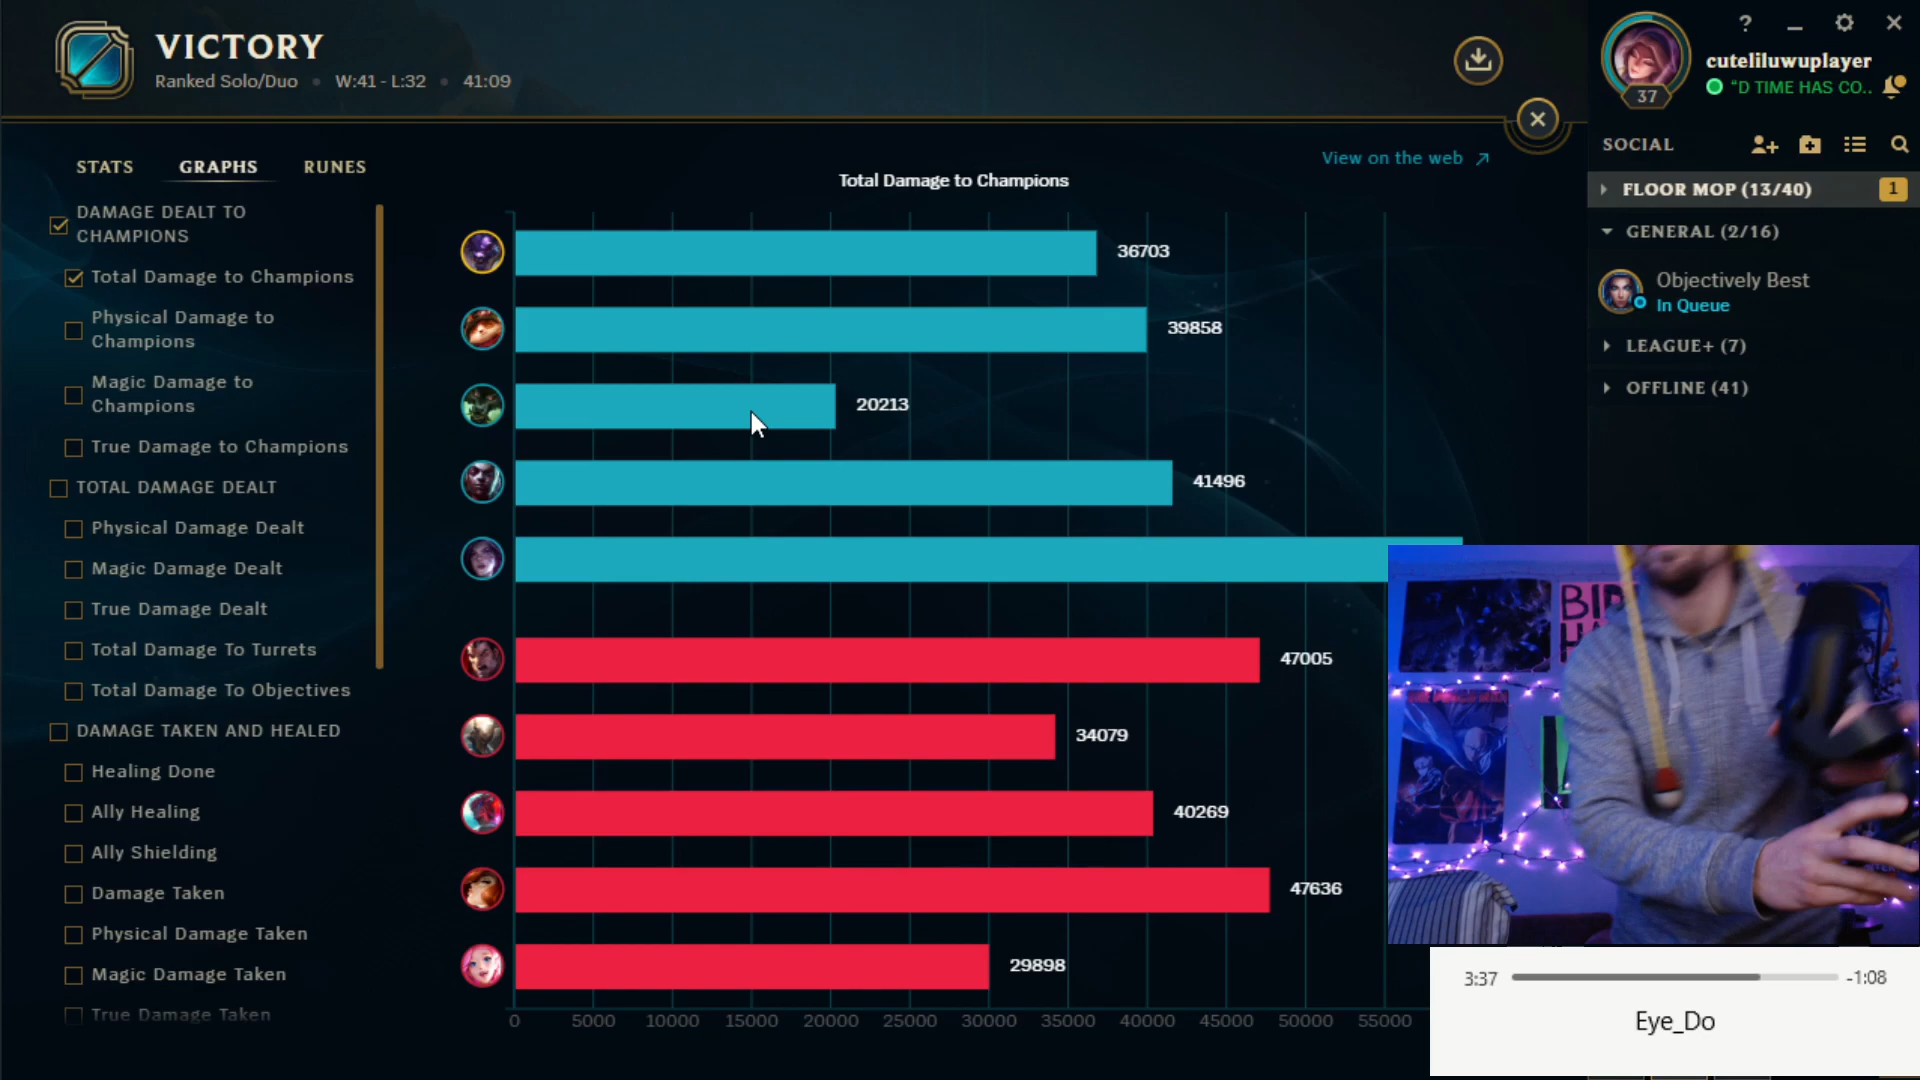 VICTORY
Ranked Solo/Duo • W:41 - L:32 • 41:09
?
cuteliluwuplayer
37
“D TIME HAS CO..
STATS GRAPHS RUNES
View on the web
Total Damage to Champions
SOCIAL
FLOOR MOP (13/40) 1
GENERAL (2/16)
Objectively Best
In Queue
LEAGUE+ (7)
OFFLINE (41)
DAMAGE DEALT TO
CHAMPIONS
Total Damage to Champions
Physical Damage to
Champions
Magic Damage to
Champions
True Damage to Champions
TOTAL DAMAGE DEALT
Physical Damage Dealt
Magic Damage Dealt
True Damage Dealt
Total Damage To Turrets
Total Damage To Objectives
DAMAGE TAKEN AND HEALED
Healing Done
Ally Healing
Ally Shielding
Damage Taken
Physical Damage Taken
Magic Damage Taken
True Damage Taken
36703
39858
20213
41496
47005
34079
40269
47636
29898
0 5000 10000 15000 20000 25000 30000 35000 40000 45000 50000 55000
3:37 -1:08
Eye_Do